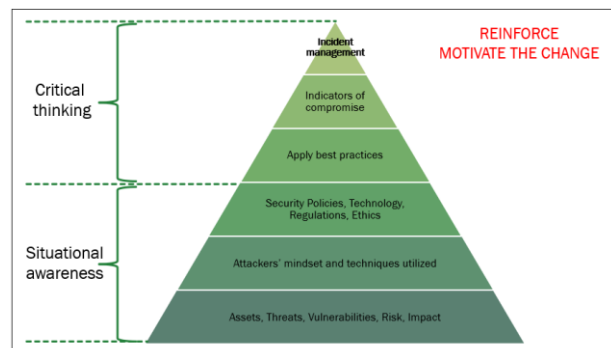 REINFORCE
MOTIVATE THE CHANGE
Incident
management
Critical
thinking
Indicators of
compromise
Apply best practices
Security Policies, Technology,
Regulations, Ethics
Situational
awareness
Attackers' mindset and techniques utilized
Assets, Threats, Vulnerabilities, Risk, Impact